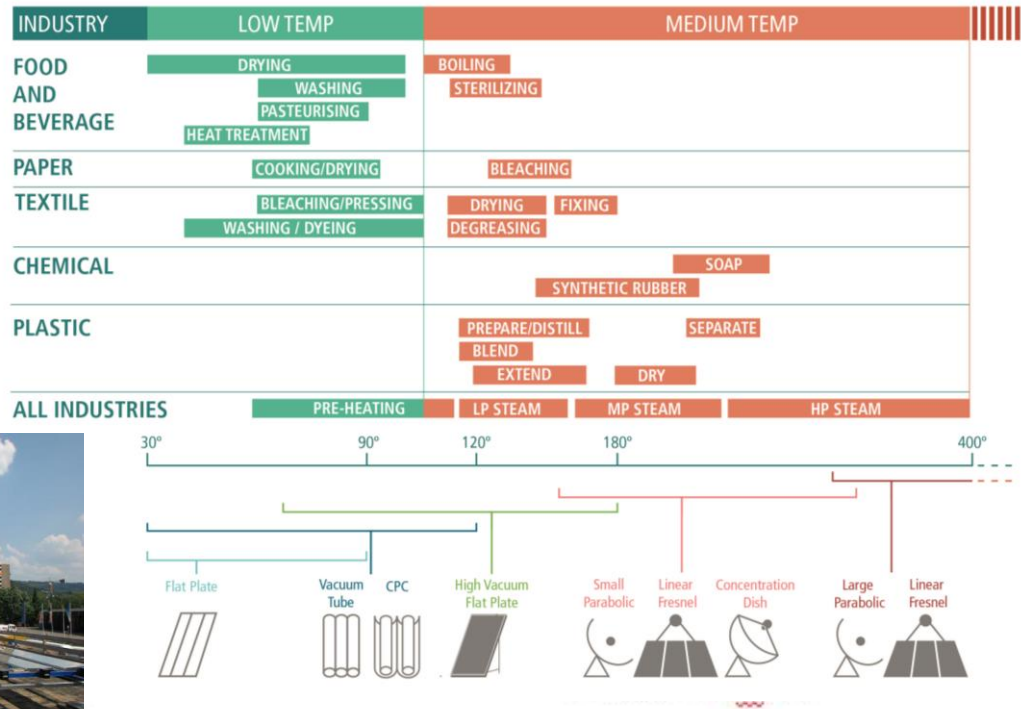 INDUSTRY LOW TEMP MEDIUM TEMP
FOOD
AND
BEVERAGE
DRYING BOILING
WASHING STERILIZING
PASTEURISING
HEAT TREATMENT
PAPER COOKING/DRYING BLEACHING
TEXTILE BLEACHING/PRESSING DRYING FIXING
WASHING / DYEING DEGREASING
CHEMICAL SOAP
SYNTHETIC RUBBER
PLASTIC PREPARE/DISTILL SEPARATE
BLEND
EXTEND DRY
ALL INDUSTRIES PRE-HEATING LP STEAM MP STEAM HP STEAM
30° 90° 120° 180° 400°
Flat Plate
Vacuum
Tube
CPC
High Vacuum
Flat Plate
Small
Parabolic
Linear
Fresnel
Concentration
Dish
Large
Parabolic
Linear
Fresnel